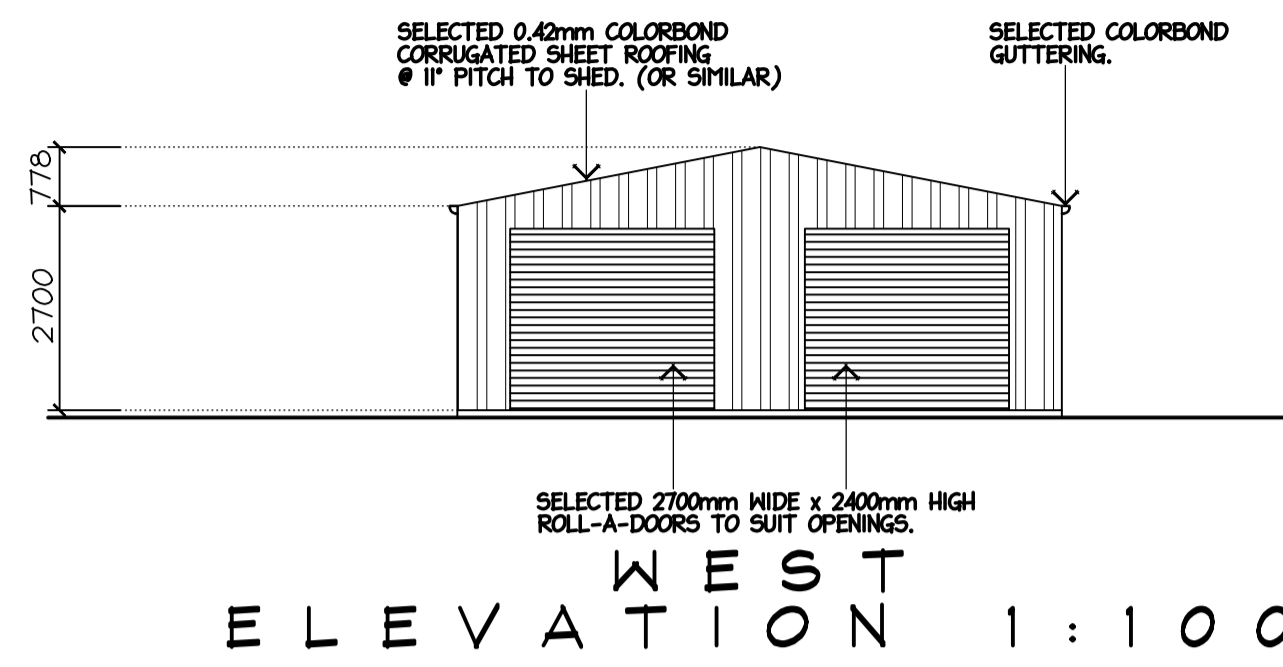 SELECTED 0.42mm COLORBOND
CORRUGATED SHEET ROOFING
@ 11° PITCH TO SHED. (OR SIMILAR)
SELECTED COLORBOND
GUTTERING.
778
2700
SELECTED 2700mm WIDE x 2400mm HIGH
ROLL-A-DOORS TO SUIT OPENINGS.
WEST
ELEVATION 1:100